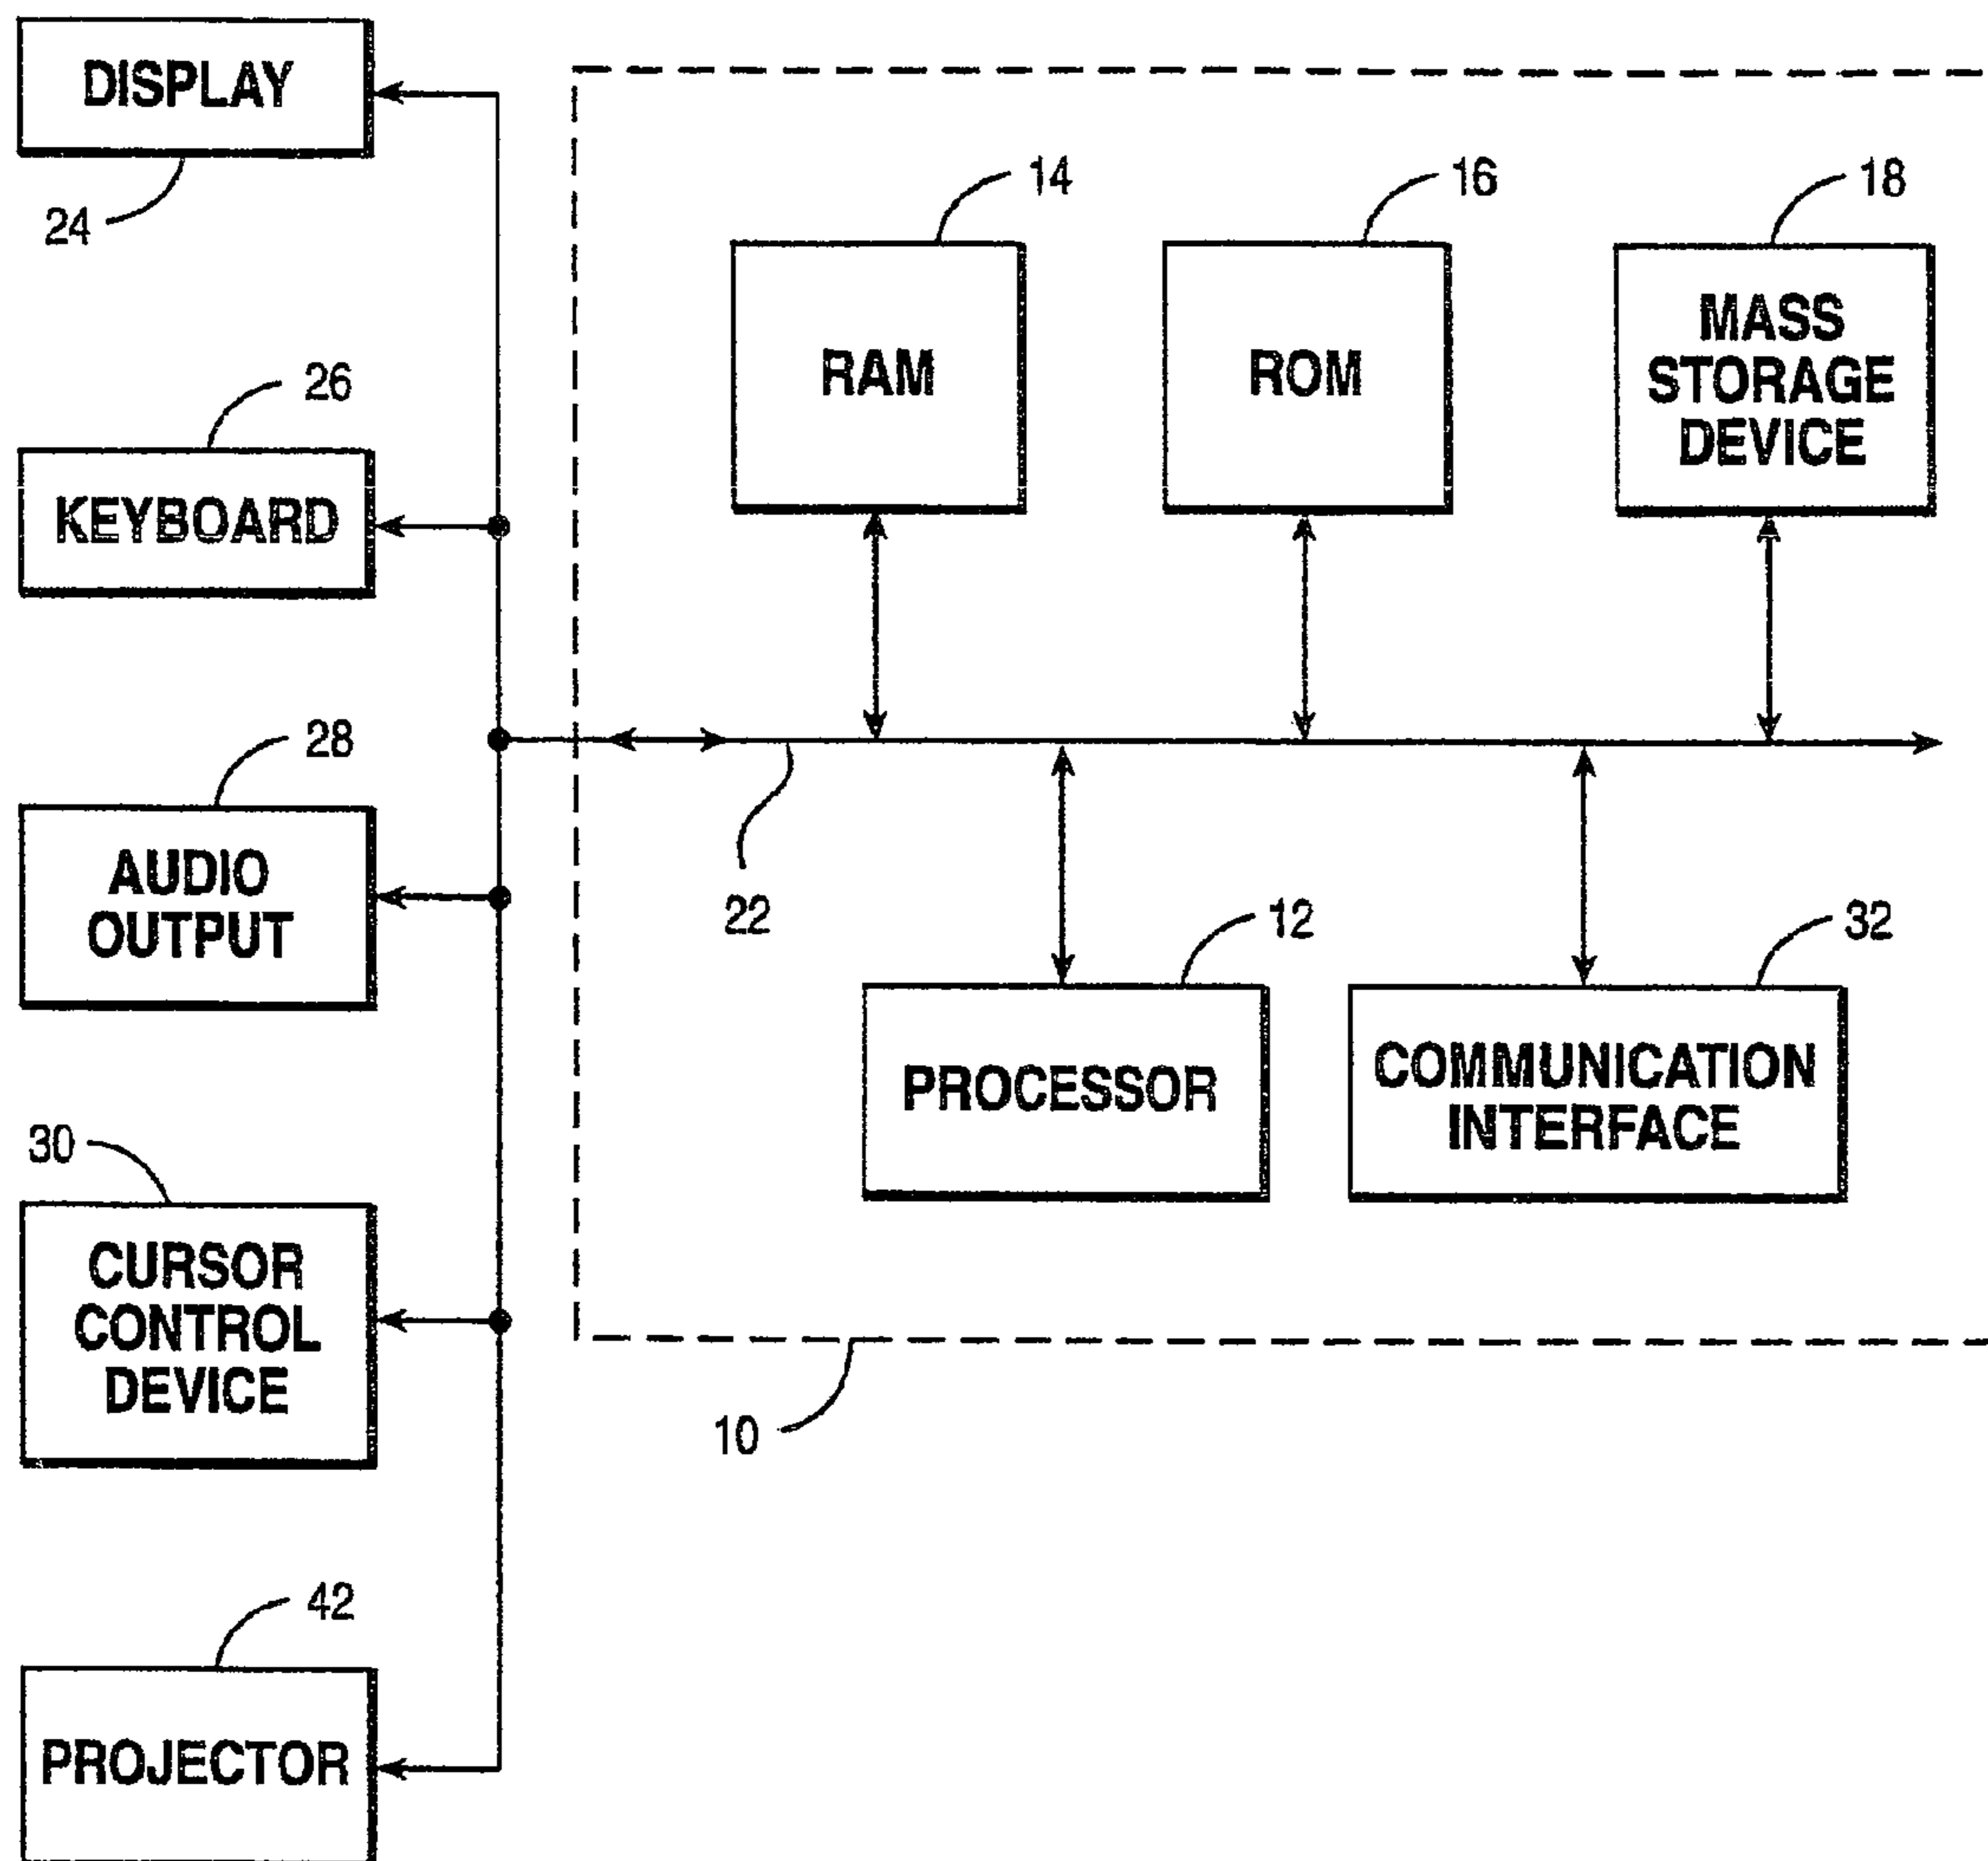 DISPLAY
24
14
16
18
RAM
ROM
MASS
STORAGE
DEVICE
26
KEYBOARD
28
AUDIO
OUTPUT
22
12
32
PROCESSOR
COMMUNICATION
INTERFACE
30
CURSOR
CONTROL
DEVICE
10
42
PROJECTOR